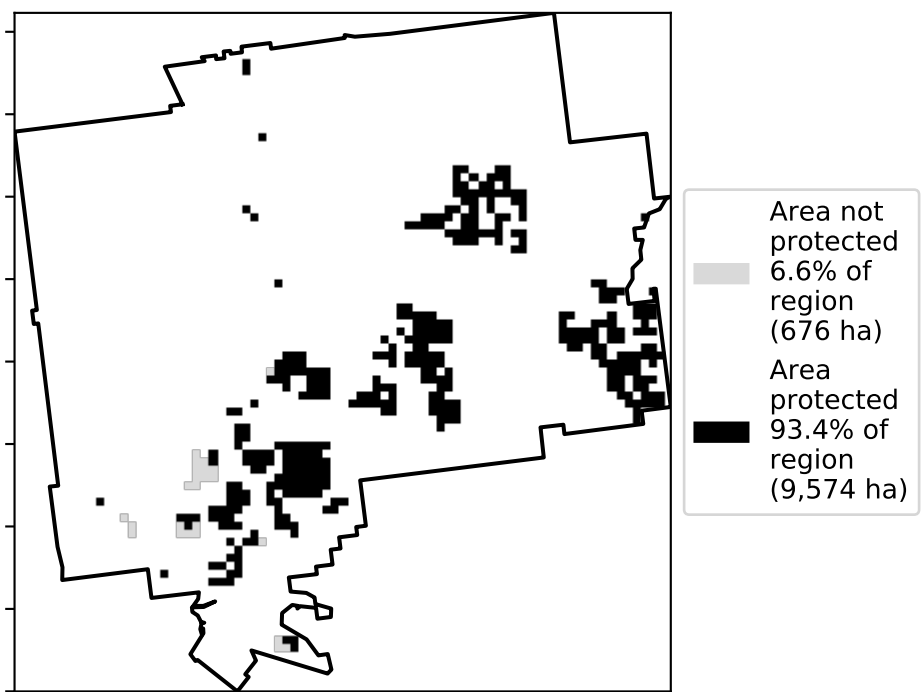 Area not
protected
6.6% of
region
(676 ha)
Area
protected
93.4% of
region
(9,574 ha)